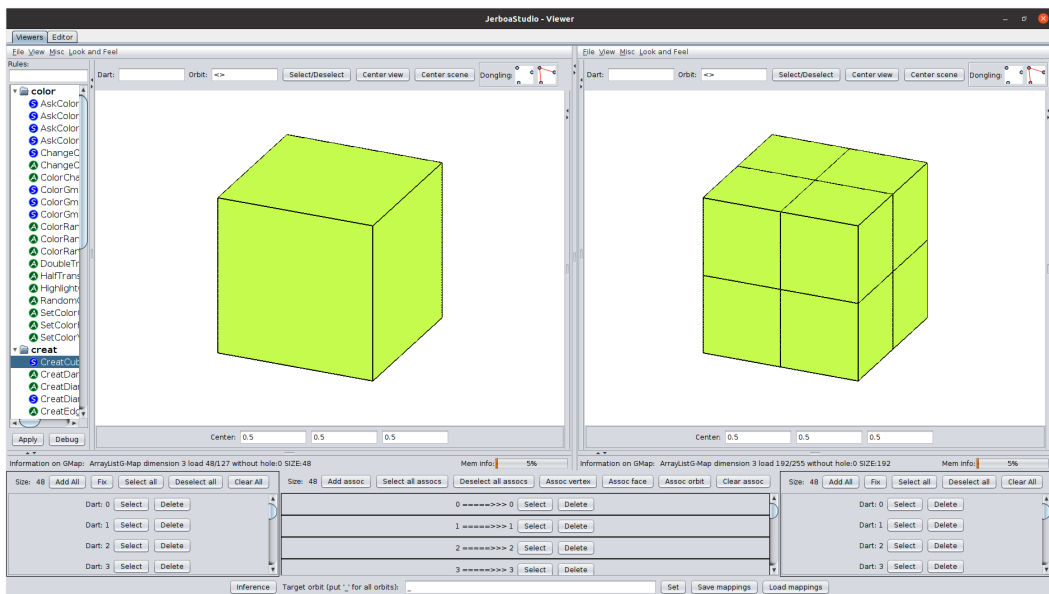 JerboaStudio - Viewer
Viewers Editor
File View Misc Look and Feel
File View Misc Look and Feel
Rules:
Dart: Orbit: <> Select/Deselect Center view Center scene Dongling:
Dart: Orbit: <> Select/Deselect Center view Center scene Dongling:
color
S AskColor
S AskColor
S AskColor
S AskColor
S ChangeC
A ChangeC
A ColorCha
S ColorGm
S ColorGm
S ColorGm
A ColorRan
A ColorRan
A ColorRan
A DoubleTr
A HalfTrans
A Highlight
A Random
A SetColor
A SetColor
A SetColor
creat
S CreatCub
A CreatDar
A CreatDiar
S CreatDiar
A CreatEdg
Apply Debug
Center: 0.5 0.5 0.5
Center: 0.5 0.5 0.5
Information on GMap: ArrayListG-Map dimension 3 load 48/127 without hole:0 SIZE:48 Mem info: 5%
Information on GMap: ArrayListG-Map dimension 3 load 192/255 without hole:0 SIZE:192 Mem info: 5%
Size: 48 Add All Fix Select all Deselect all Clear All
Size: 48 Add assoc Select all assocs Deselect all assocs Assoc vertex Assoc face Assoc orbit Clear assoc
Size: 48 Add All Fix Select all Deselect all Clear All
Dart: 0 Select Delete
Dart: 1 Select Delete
Dart: 2 Select Delete
Dart: 3 Select Delete
0 =====>>> 0 Select Delete
1 =====>>> 1 Select Delete
2 =====>>> 2 Select Delete
3 =====>>> 3 Select Delete
Dart: 0 Select Delete
Dart: 1 Select Delete
Dart: 2 Select Delete
Dart: 3 Select Delete
Inference Target orbit (put '_' for all orbits): _ Set Save mappings Load mappings